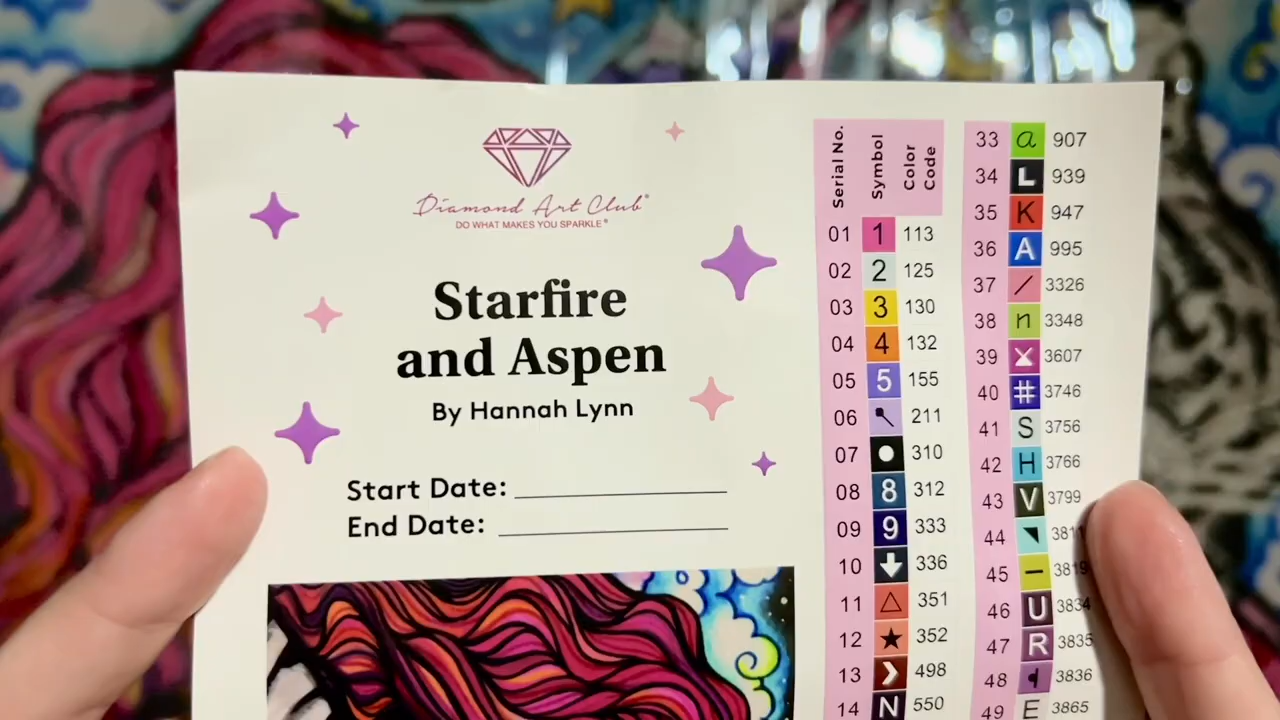 Diamond Art Club®
DO WHAT MAKES YOU SPARKLE®
Starfire
and Aspen
By Hannah Lynn
Start Date:
End Date:
Serial No. Symbol Color Code
01 1 113
02 2 125
03 3 130
04 4 132
05 5 155
06 211
07 310
08 8 312
09 9 333
10 336
11 351
12 352
13 498
14 N 550
33 a 907
34 L 939
35 K 947
36 A 995
37 / 3326
38 n 3348
39 3607
40 # 3746
41 S 3756
42 H 3766
43 V 3799
44
45 – 3819
46 U 3834
47 R 3835
48 3836
49 E 3865